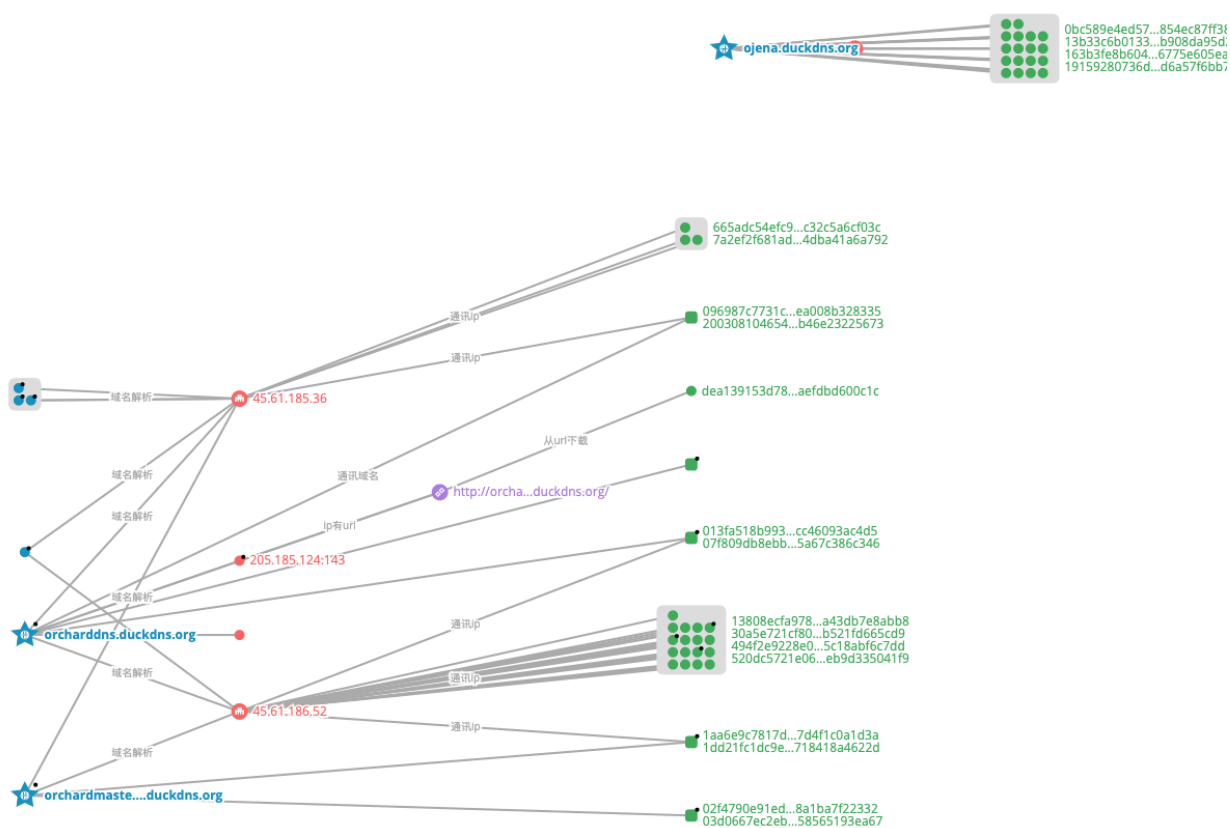 ojena.duckdns.org
0bc589e4ed57...854ec87ff38
13b33c6b0133...b908da95d
163b3fe8b604...6775e605ea
19159280736d...d6a57f6bb7
665adc54efc9...c32c5a6cf03c
7a2ef2f681ad...4dba41a6a792
通讯ip
096987c7731c...ea008b328335
200308104654...b46e23225673
通讯ip
域名解析
45.61.185.36
dea139153d78...aefdbd600c1c
从url下载
域名解析
通讯域名
http://orcha...duckdns.org/
域名解析
ip有url
013fa518b993...cc46093ac4d5
07f809db8ebb...5a67c386c346
205.185.124.143
域名解析
通讯ip
13808ecfa978...a43db7e8abb8
30a5e721cf80...b521fd665cd9
494f2e9228e0...5c18abf6c7dd
520dc5721e06...eb9d335041f9
orcharddns.duckdns.org
域名解析
通讯ip
45.61.186.52
通讯ip
1aa6e9c7817d...7d4f1c0a1d3a
1dd21fc1dc9e...718418a4622d
域名解析
orchardmaste....duckdns.org
02f4790e91ed...8a1ba7f22332
03d0667ec2eb...58565193ea67